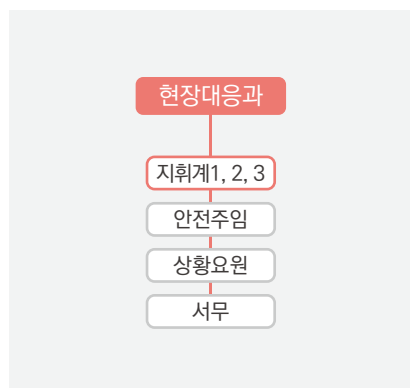 현장대응과
지휘계1, 2, 3
안전주임
상황요원
서무